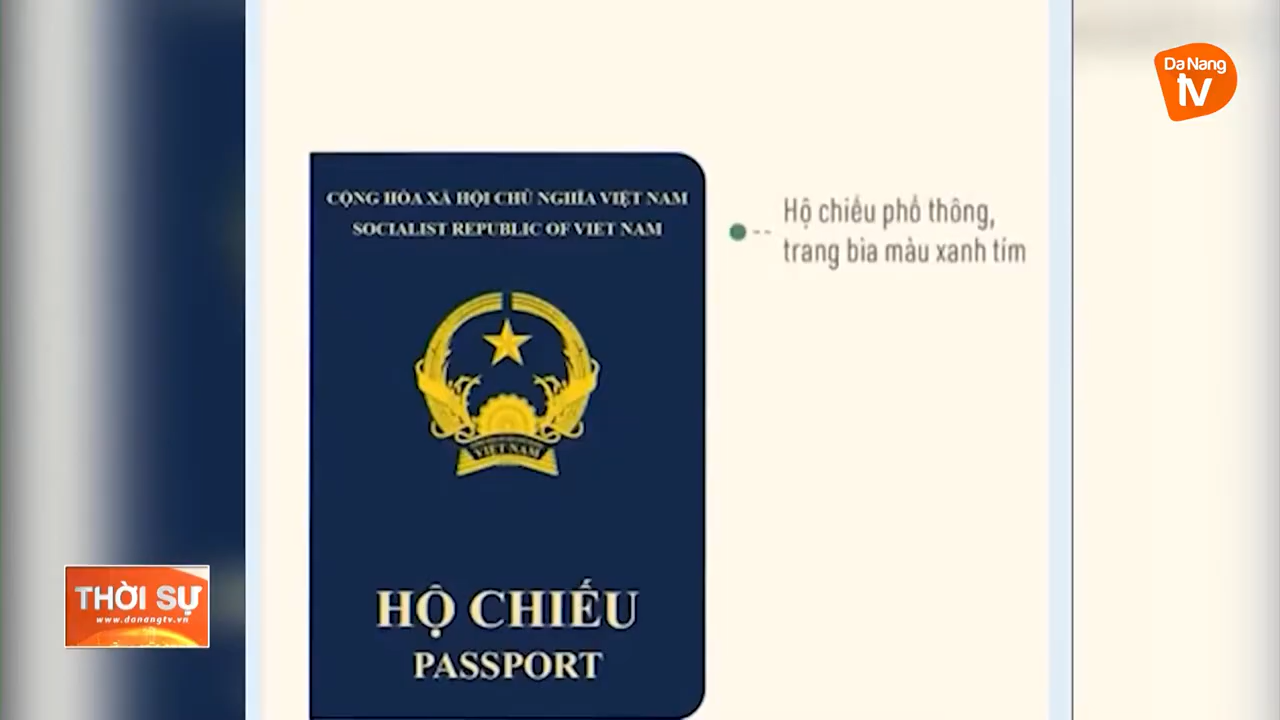 Da Nang
tv
CỘNG HÒA XÃ HỘI CHỦ NGHĨA VIỆT NAM
SOCIALIST REPUBLIC OF VIET NAM
Hộ chiếu phổ thông,
trang bìa màu xanh tím
VIỆT NAM
HỘ CHIẾU
PASSPORT
THỜI SỰ
www.danangtv.vn